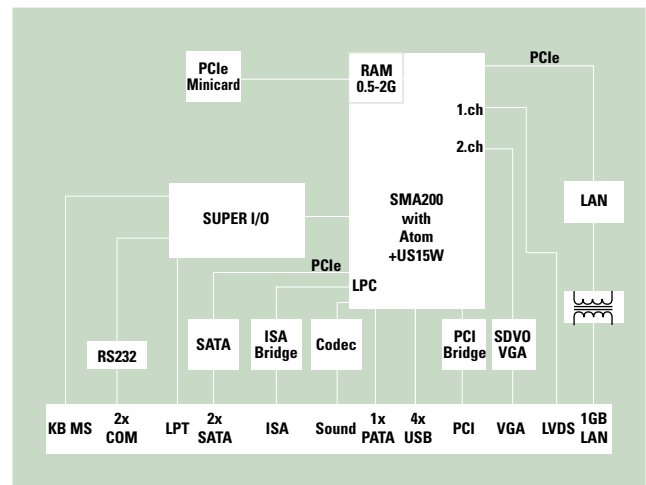 PCIe
Minicard
RAM
0.5-2G
PCIe
1.ch
2.ch
SUPER I/O
SMA200
with
Atom
+US15W
LAN
PCIe
LPC
RS232
SATA
ISA
Bridge
Codec
PCI
Bridge
SDVO
VGA
KB MS
2x
COM
LPT
2x
SATA
ISA
Sound
1x
PATA
4x
USB
PCI
VGA
LVDS
1GB
LAN